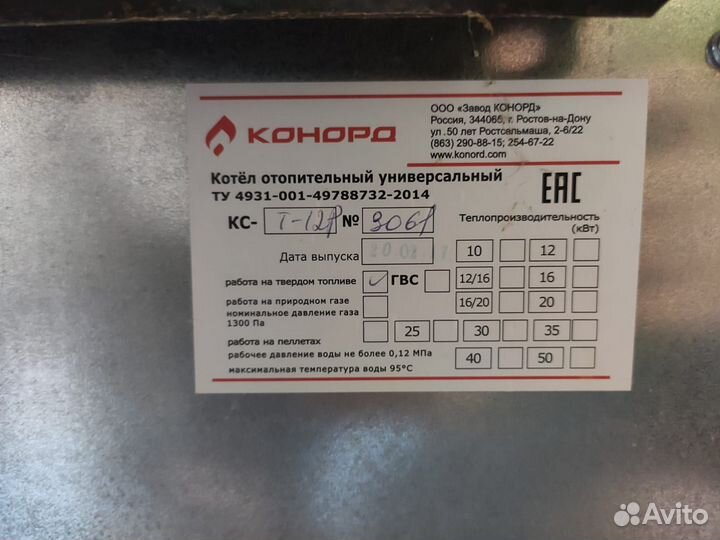 КОНОРД
ООО «Завод КОНОРД»
Россия, 344065, г. Ростов-на-Дону
ул .50 лет Ростсельмаша, 2-6/22
(863) 290-88-15; 254-67-22
www.konord.com
Котёл отопительный универсальный
ТУ 4931-001-49788732-2014
EAC
КС- Т-12 №
Теплопроизводительность
(кВт)
Дата выпуска
10 12
работа на твердом топливе ГВС 12/16 16
работа на природном газе
номинальное давление газа
1300 Па
16/20 20
работа на пеллетах 25 30 35
рабочее давление воды не более 0,12 МПа
максимальная температура воды 95°С
40 50
Avito